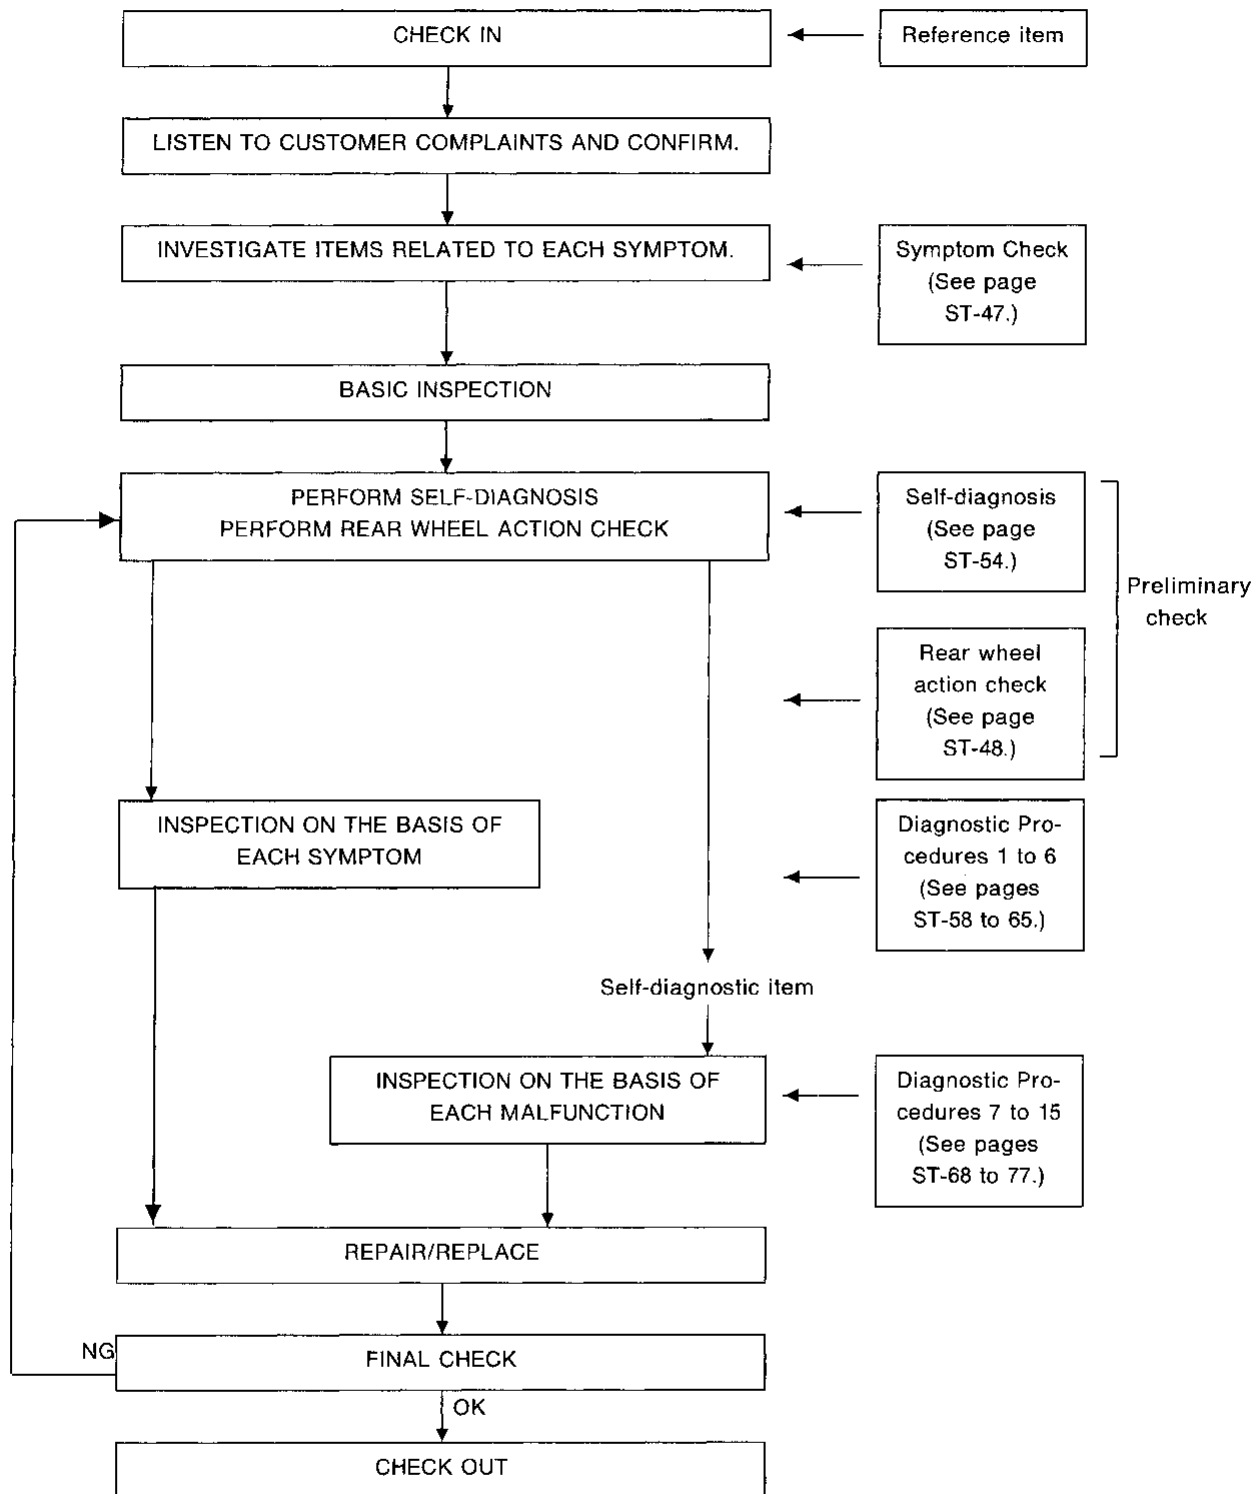 CHECK IN
Reference item
LISTEN TO CUSTOMER COMPLAINTS AND CONFIRM.
INVESTIGATE ITEMS RELATED TO EACH SYMPTOM.
Symptom Check
(See page
ST-47.)
BASIC INSPECTION
PERFORM SELF-DIAGNOSIS
PERFORM REAR WHEEL ACTION CHECK
Self-diagnosis
(See page
ST-54.)
Preliminary
check
Rear wheel
action check
(See page
ST-48.)
INSPECTION ON THE BASIS OF
EACH SYMPTOM
Diagnostic Pro-
cedures 1 to 6
(See pages
ST-58 to 65.)
Self-diagnostic item
INSPECTION ON THE BASIS OF
EACH MALFUNCTION
Diagnostic Pro-
cedures 7 to 15
(See pages
ST-68 to 77.)
REPAIR/REPLACE
NG
FINAL CHECK
OK
CHECK OUT